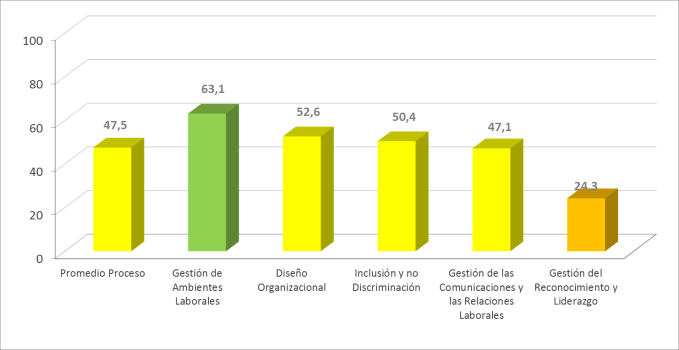 100
80
60
40
20
0
47,5
63,1
52,6
50,4
47,1
24,3
Promedio Proceso
Gestión de
Ambientes
Laborales
Diseño
Organizacional
Inclusión y no
Discriminación
Gestión de las
Comunicaciones y
las Relaciones
Laborales
Gestión del
Reconocimiento y
Liderazgo